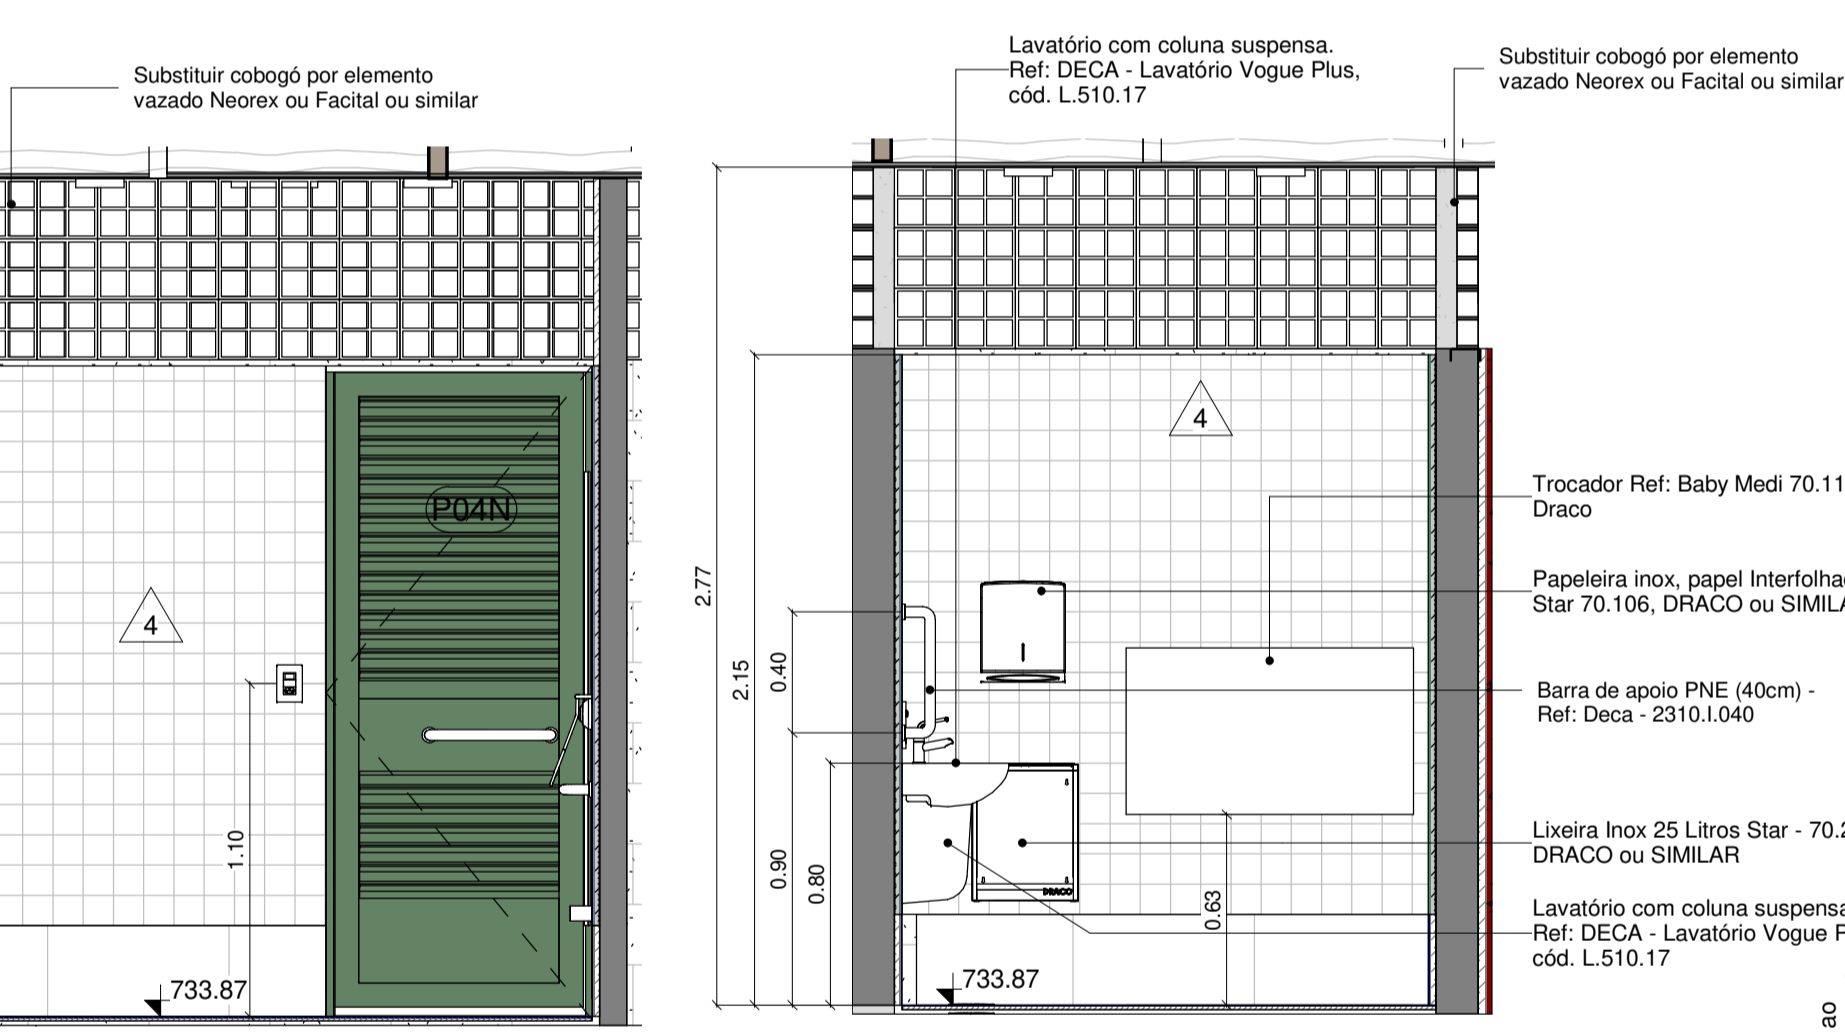 Substituir cobogó por elemento
vazado Neorex ou Facital ou similar
P04N
4
1.10
733.87
Lavatório com coluna suspensa.
Ref: DECA - Lavatório Vogue Plus,
cód. L.510.17
Substituir cobogó por elemento
vazado Neorex ou Facital ou similar
4
2.77
2.15
0.40
0.90
0.80
0.63
DRACO
733.87
Trocador Ref: Baby Medi 70.11
Draco
Papeleira inox, papel Interfolha
Star 70.106, DRACO ou SIMILA
Barra de apoio PNE (40cm) -
Ref: Deca - 2310.I.040
Lixeira Inox 25 Litros Star - 70.2
DRACO ou SIMILAR
Lavatório com coluna suspensa
Ref: DECA - Lavatório Vogue P
cód. L.510.17
ao